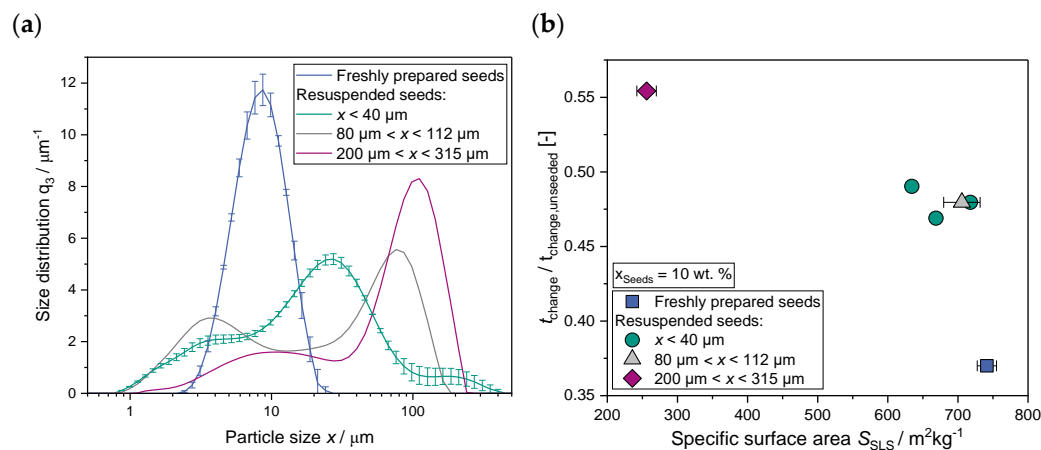 (a)
12
10
8
6
4
2
0
1
10
100
Size distribution q3 / μm-1
Particle size x / μm
Freshly prepared seeds
Resuspended seeds:
x < 40 μm
80 μm < x < 112 μm
200 μm < x < 315 μm
(b)
0.55
0.50
0.45
0.40
0.35
200
300
400
500
600
700
800
tchange / tchange,unseeded [-]
Specific surface area SSLS / m2kg-1
xSeeds = 10 wt. %
Freshly prepared seeds
Resuspended seeds:
x < 40 μm
80 μm < x < 112 μm
200 μm < x < 315 μm